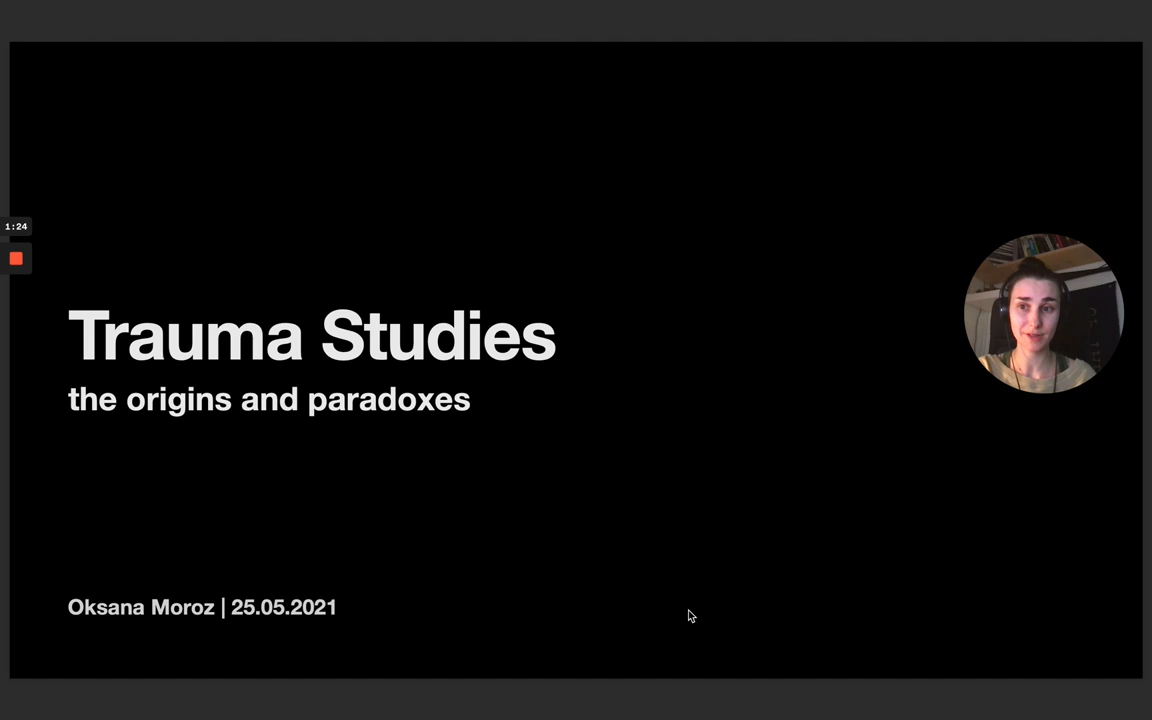 1:24
Trauma Studies
the origins and paradoxes
Oksana Moroz | 25.05.2021